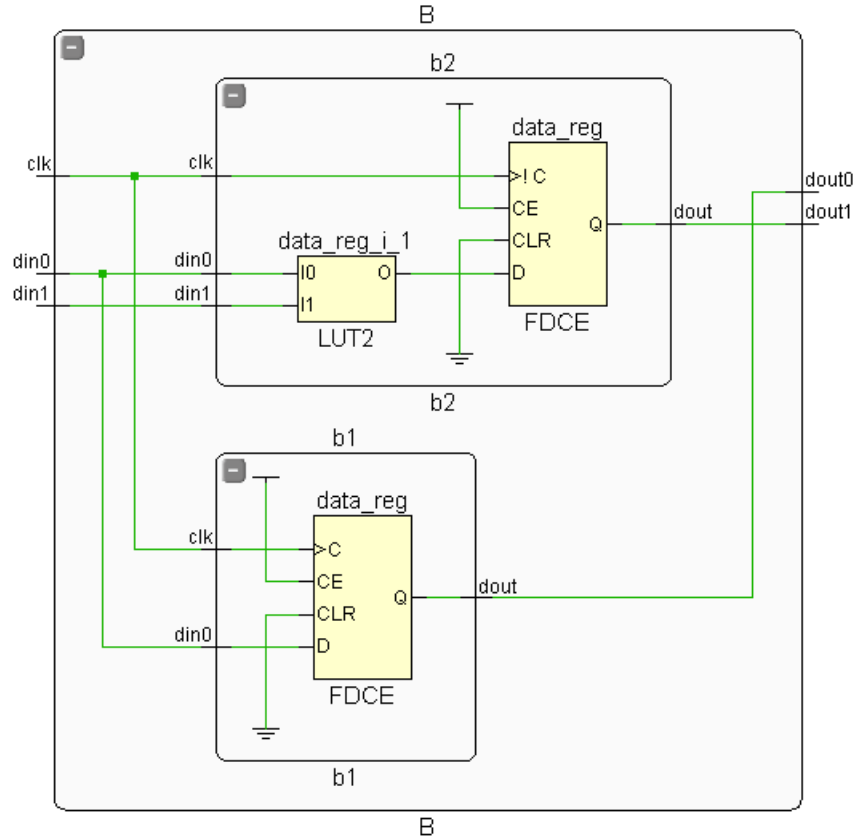 B
b2
data_reg
clk
clk
>! C
dout0
CE
dout
dout1
CLR
Q
data_reg_i_1
din0
din0
I0
O
D
din1
din1
I1
FDCE
LUT2
b2
b1
data_reg
clk
>C
CE
dout
Q
CLR
din0
D
FDCE
b1
B